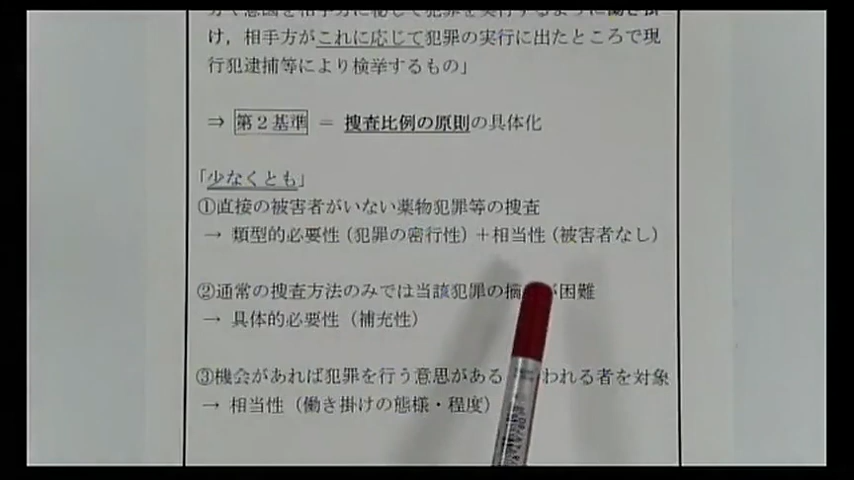 け，相手方がこれに応じて犯罪の実行に出たところで現
行犯逮捕等により検挙するもの」
⇒ 第２基準 ＝ 捜査比例の原則の具体化
「少なくとも」
①直接の被害者がいない薬物犯罪等の捜査
→ 類型的必要性（犯罪の密行性）＋相当性（被害者なし）
②通常の捜査方法のみでは当該犯罪の摘 が困難
→ 具体的必要性（補充性）
③機会があれば犯罪を行う意思がある われる者を対象
→ 相当性（働き掛けの態様・程度）